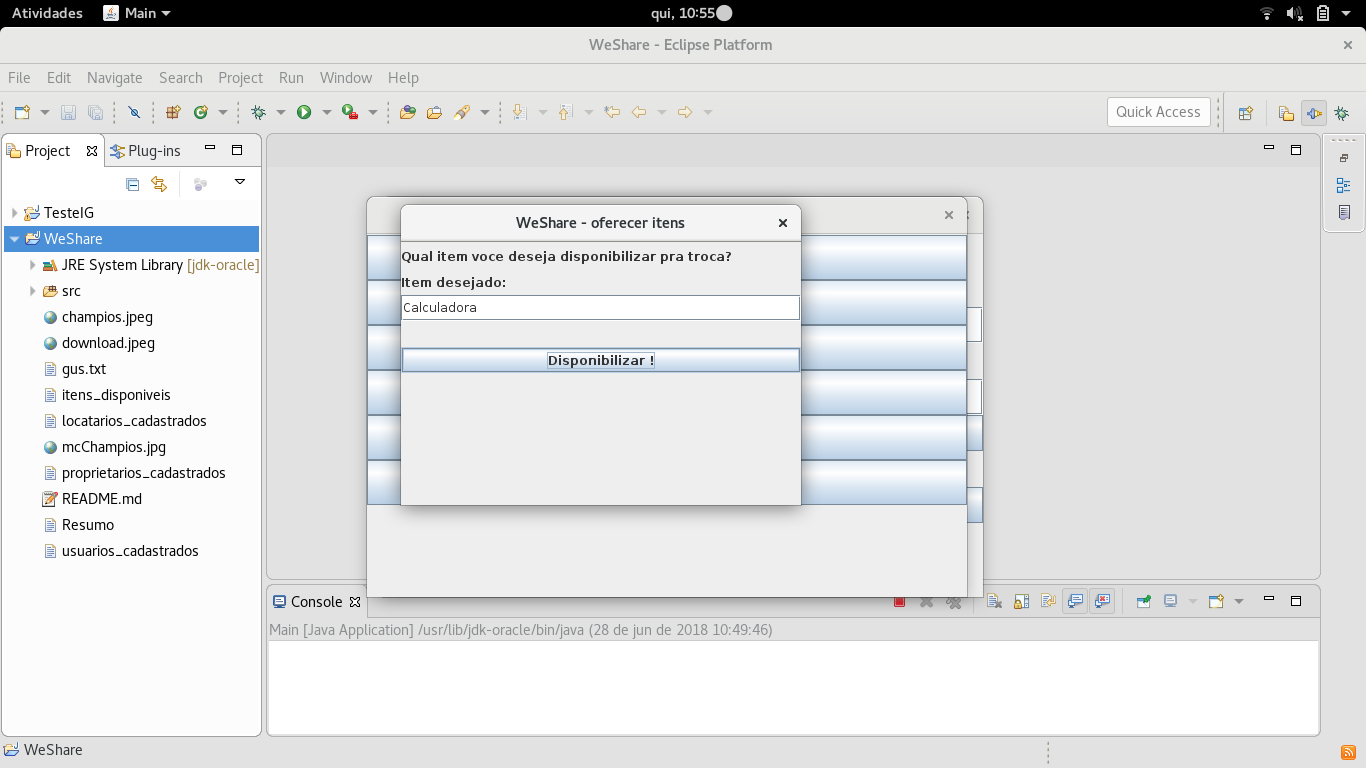 Atividades Main qui, 10:55
WeShare - Eclipse Platform
File Edit Navigate Search Project Run Window Help
Quick Access
Project Plug-ins
TesteIG
WeShare
JRE System Library [jdk-oracle]
src
champios.jpeg
download.jpeg
gus.txt
itens_disponiveis
locatarios_cadastrados
mcChampios.jpg
proprietarios_cadastrados
README.md
Resumo
usuarios_cadastrados
WeShare - oferecer itens
Qual item voce deseja disponibilizar pra troca?
Item desejado:
Calculadora
Disponibilizar !
Console
Main [Java Application] /usr/lib/jdk-oracle/bin/java (28 de jun de 2018 10:49:46)
WeShare